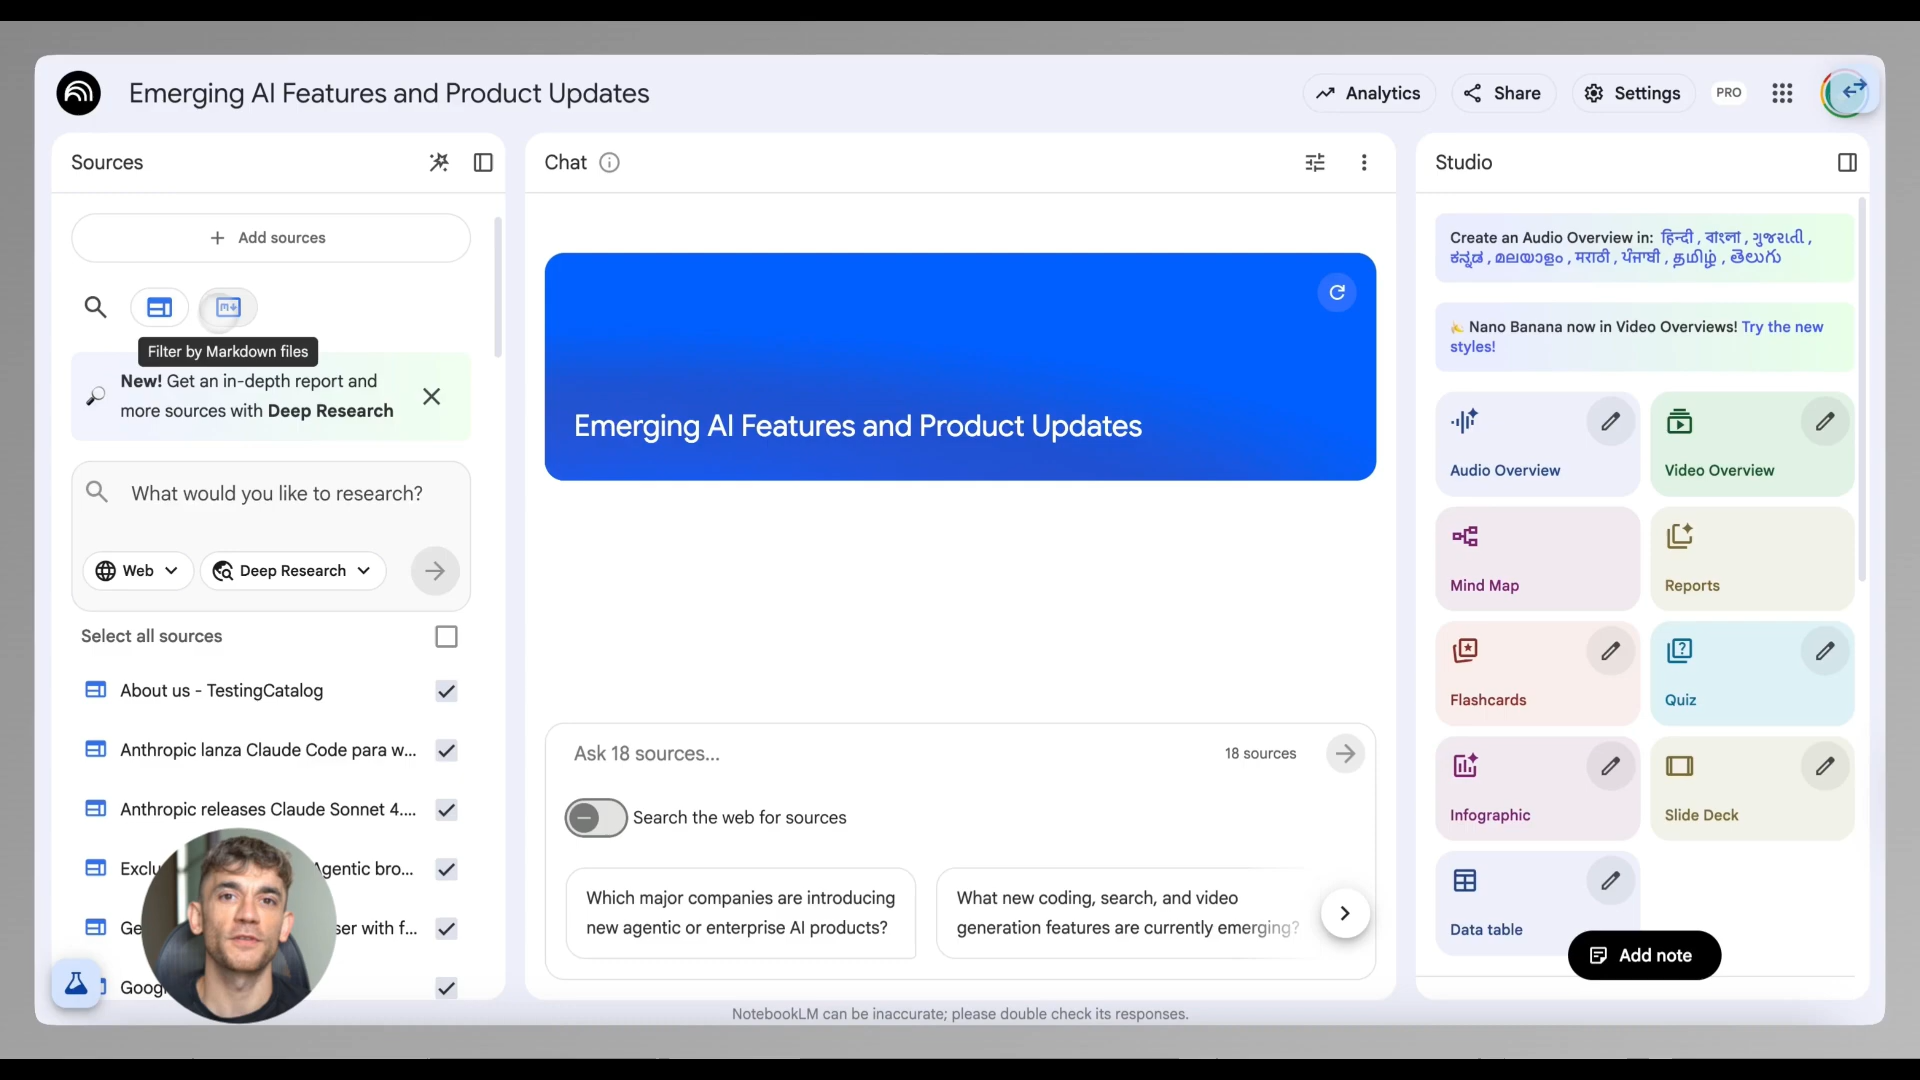 Emerging AI Features and Product Updates
Analytics
Share
Settings
PRO
Sources
Add sources
Filter by Markdown files
New! Get an in-depth report and
more sources with Deep Research
What would you like to research?
Web
Deep Research
Select all sources
About us - TestingCatalog
Anthropic lanza Claude Code para w...
Anthropic releases Claude Sonnet 4....
Exclu
Agentic bro...
Ge
ser with f...
Goog
Chat
Emerging AI Features and Product Updates
Ask 18 sources...
18 sources
Search the web for sources
Which major companies are introducing
new agentic or enterprise AI products?
What new coding, search, and video
generation features are currently emerging?
NotebookLM can be inaccurate; please double check its responses.
Studio
Create an Audio Overview in: हिन्दी , বাংলা , ગુજરાતી ,
ಕನ್ನಡ , മലയാളം , मराठी , ਪੰਜਾਬੀ , தமிழ் , తెలుగు
Nano Banana now in Video Overviews! Try the new
styles!
Audio Overview
Video Overview
Mind Map
Reports
Flashcards
Quiz
Infographic
Slide Deck
Data table
Add note